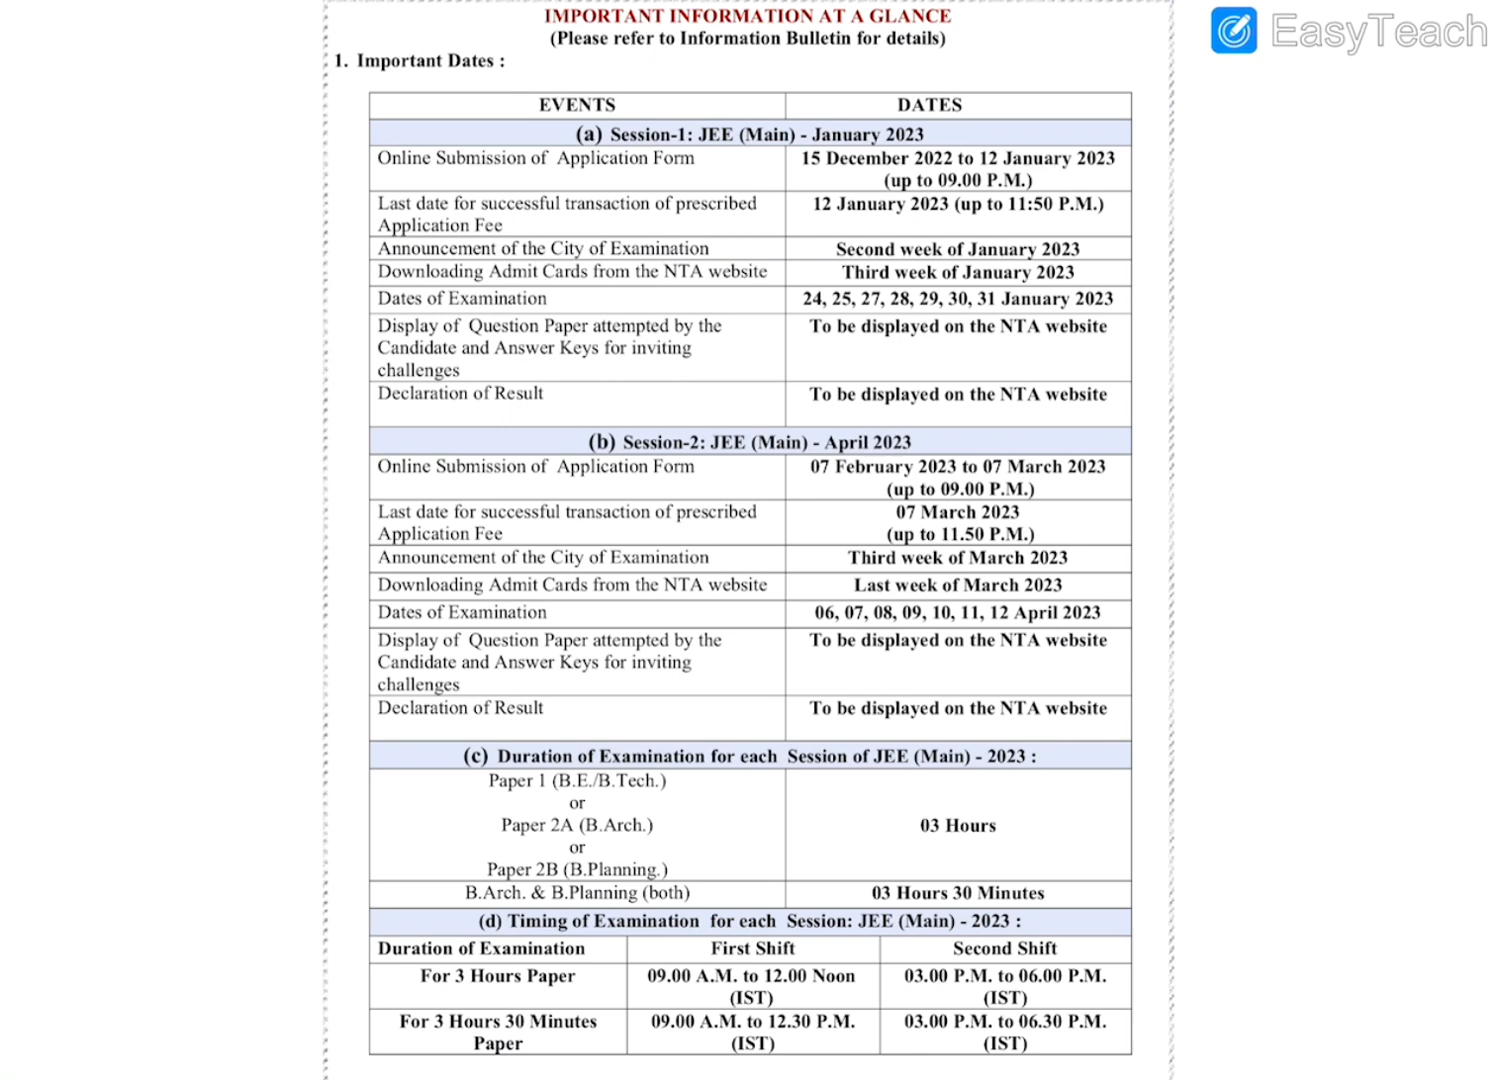 IMPORTANT INFORMATION AT A GLANCE
(Please refer to Information Bulletin for details)
EasyTeach
1. Important Dates :
EVENTS DATES
(a) Session-1: JEE (Main) - January 2023
Online Submission of Application Form 15 December 2022 to 12 January 2023
(up to 09.00 P.M.)
Last date for successful transaction of prescribed 12 January 2023 (up to 11:50 P.M.)
Application Fee
Announcement of the City of Examination Second week of January 2023
Downloading Admit Cards from the NTA website Third week of January 2023
Dates of Examination 24, 25, 27, 28, 29, 30, 31 January 2023
Display of Question Paper attempted by the To be displayed on the NTA website
Candidate and Answer Keys for inviting
challenges
Declaration of Result To be displayed on the NTA website
(b) Session-2: JEE (Main) - April 2023
Online Submission of Application Form 07 February 2023 to 07 March 2023
(up to 09.00 P.M.)
Last date for successful transaction of prescribed 07 March 2023
Application Fee (up to 11.50 P.M.)
Announcement of the City of Examination Third week of March 2023
Downloading Admit Cards from the NTA website Last week of March 2023
Dates of Examination 06, 07, 08, 09, 10, 11, 12 April 2023
Display of Question Paper attempted by the To be displayed on the NTA website
Candidate and Answer Keys for inviting
challenges
Declaration of Result To be displayed on the NTA website
(c) Duration of Examination for each Session of JEE (Main) - 2023 :
Paper 1 (B.E./B.Tech.)
or
Paper 2A (B.Arch.) 03 Hours
or
Paper 2B (B.Planning.)
B.Arch. & B.Planning (both) 03 Hours 30 Minutes
(d) Timing of Examination for each Session: JEE (Main) - 2023 :
Duration of Examination First Shift Second Shift
For 3 Hours Paper 09.00 A.M. to 12.00 Noon 03.00 P.M. to 06.00 P.M.
(IST) (IST)
For 3 Hours 30 Minutes 09.00 A.M. to 12.30 P.M. 03.00 P.M. to 06.30 P.M.
Paper (IST) (IST)